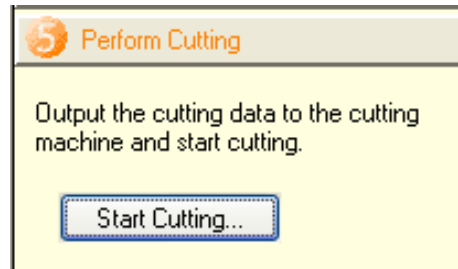 5 Perform Cutting
Output the cutting data to the cutting
machine and start cutting.
Start Cutting...